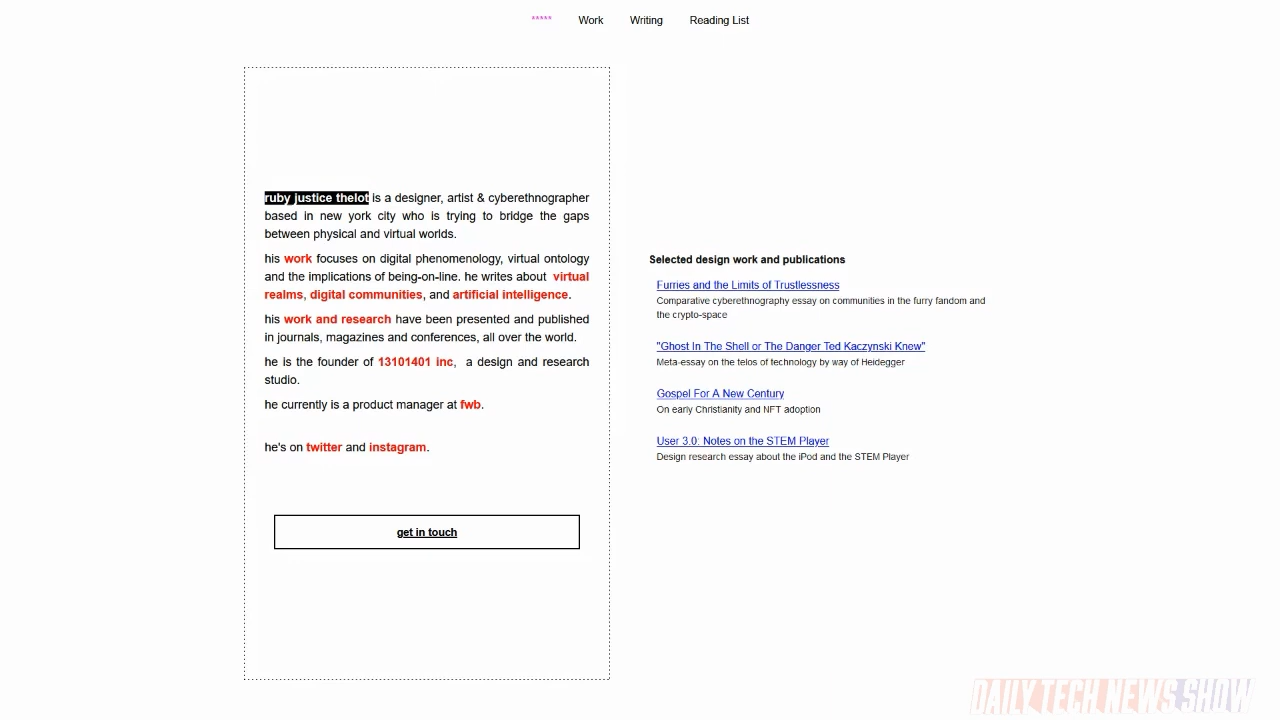 ***** Work Writing Reading List
ruby justice thelot is a designer, artist & cyberethnographer
based in new york city who is trying to bridge the gaps
between physical and virtual worlds.
his work focuses on digital phenomenology, virtual ontology
and the implications of being-on-line. he writes about virtual
realms, digital communities, and artificial intelligence.
his work and research have been presented and published
in journals, magazines and conferences, all over the world.
he is the founder of 13101401 inc, a design and research
studio.
he currently is a product manager at fwb.
he's on twitter and instagram.
get in touch
Selected design work and publications
Furries and the Limits of Trustlessness
Comparative cyberethnography essay on communities in the furry fandom and
the crypto-space
"Ghost In The Shell or The Danger Ted Kaczynski Knew"
Meta-essay on the telos of technology by way of Heidegger
Gospel For A New Century
On early Christianity and NFT adoption
User 3.0: Notes on the STEM Player
Design research essay about the iPod and the STEM Player
DAILY TECH NEWS SHOW